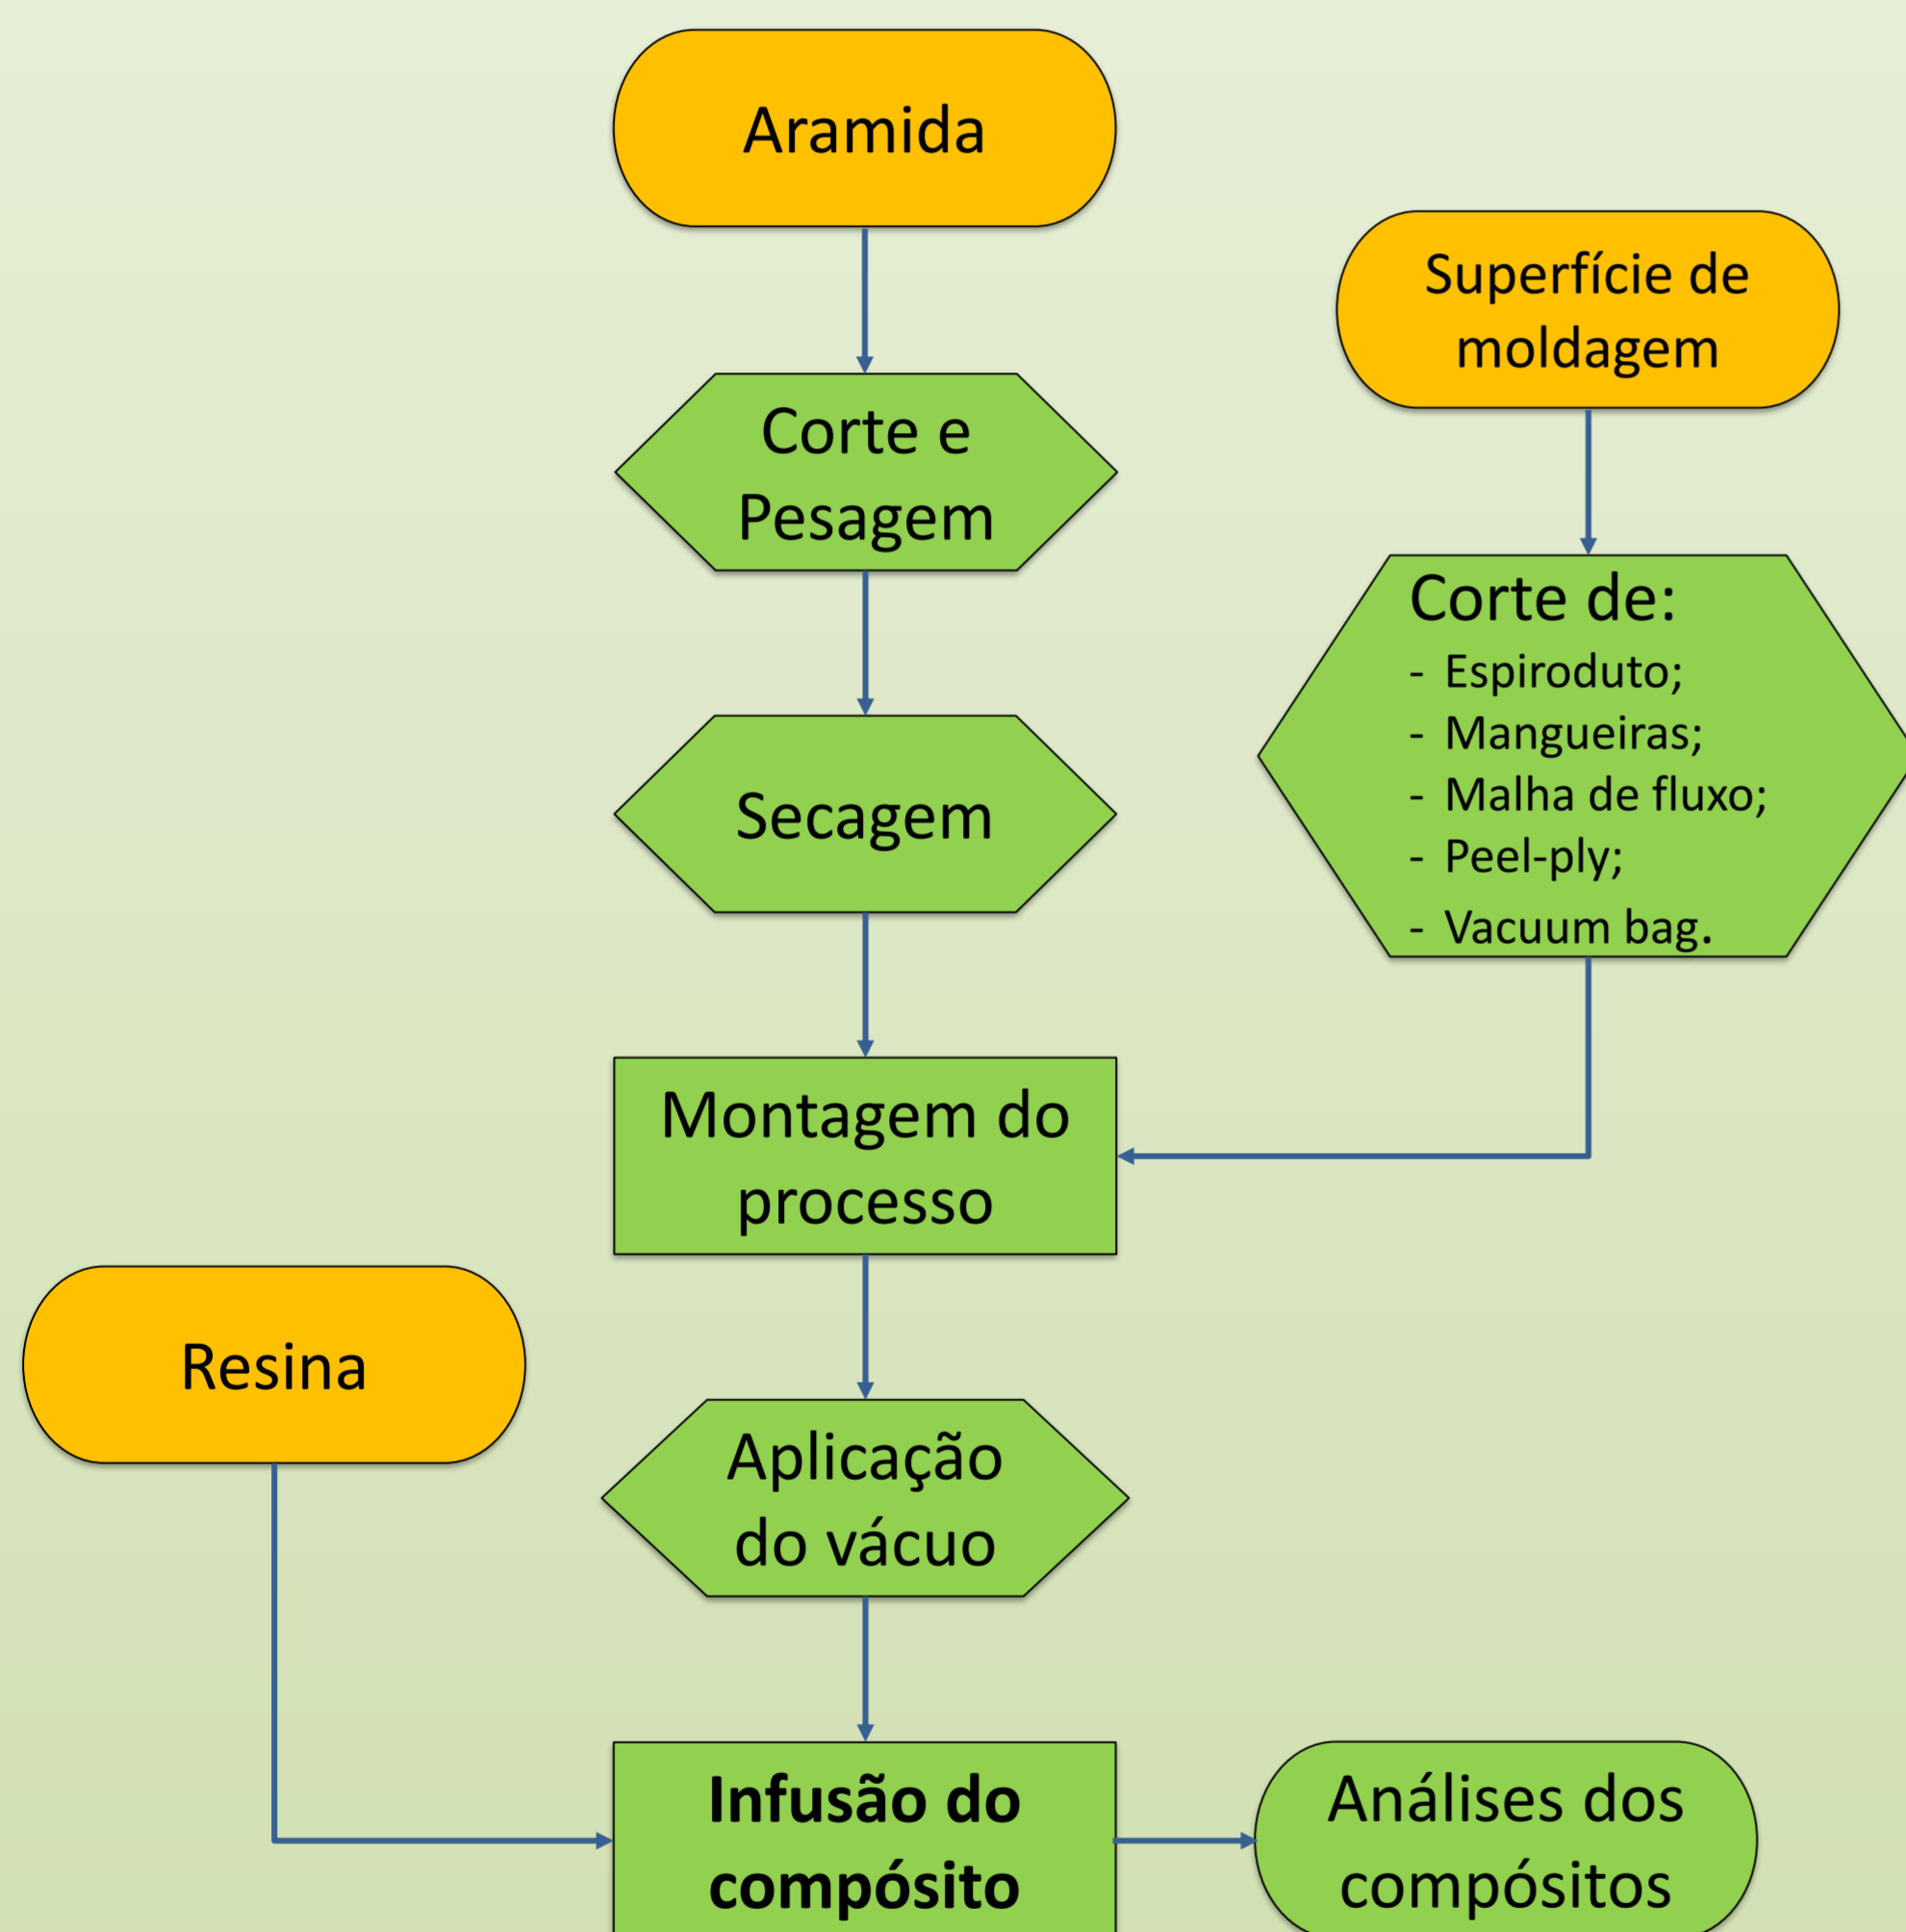 Aramida
Superfície de
moldagem
Corte e
Pesagem
Corte de:
- Espiroduto;
- Mangueiras;
- Malha de fluxo;
- Peel-ply;
- Vacuum bag.
Secagem
Montagem do
processo
Resina
Aplicação
do vácuo
Infusão do
compósito
Análises dos
compósitos